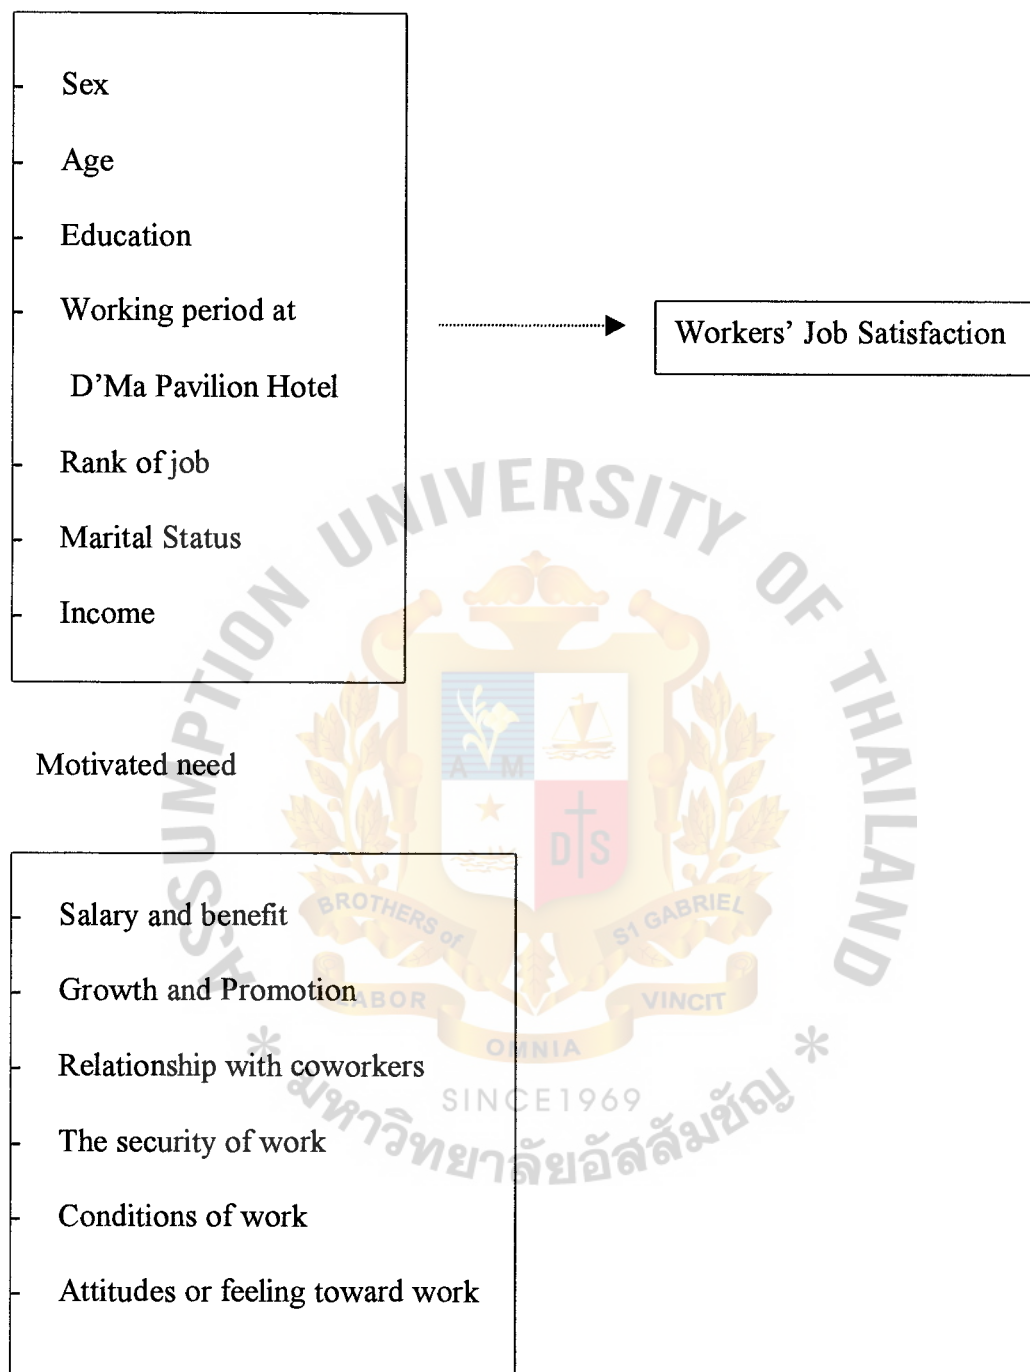 - Sex
- Age
- Education
- Working period at
D'Ma Pavilion Hotel
- Rank of job
- Marital Status
- Income
Workers' Job Satisfaction
Motivated need
- Salary and benefit
- Growth and Promotion
- Relationship with coworkers
- The security of work
- Conditions of work
- Attitudes or feeling toward work
ASSUMPTION UNIVERSITY OF THAILAND
A M
D S
BROTHERS of
S1 GABRIEL
LABOR
VINCIT
OMNIA
SINCE1969
* มหาวิทยาลัยอัสสัมชัญ *